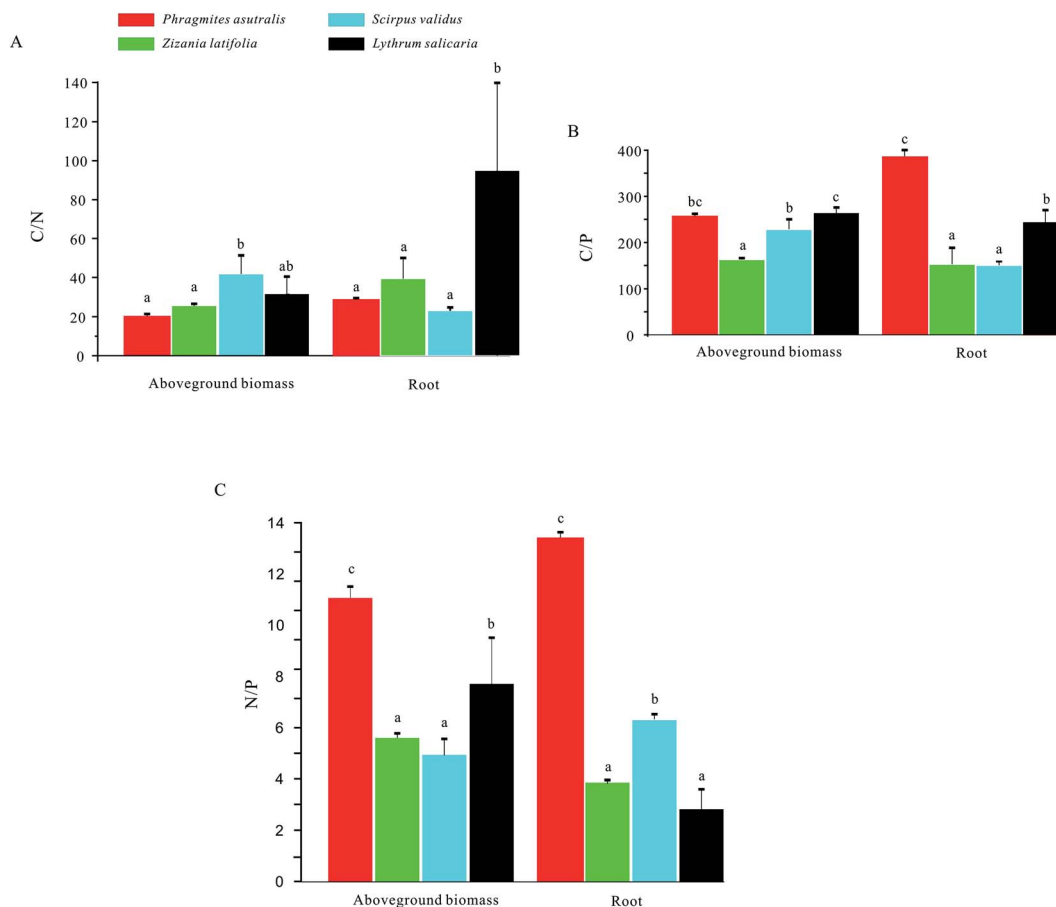 Phragmites asutralis
Scirpus validus
Zizania latifolia
Lythrum salicaria
A
C/N
140
120
100
80
60
40
20
0
a
a
b
ab
a
a
a
b
Aboveground biomass
Root
B
C/P
400
300
200
100
0
bc
a
b
c
c
a
a
b
Aboveground biomass
Root
C
N/P
14
12
10
8
6
4
2
0
c
a
a
b
c
a
b
a
Aboveground biomass
Root